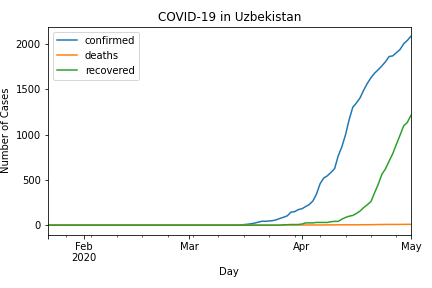 COVID-19 in Uzbekistan
confirmed
deaths
recovered
Number of Cases
2000
1500
1000
500
0
Feb
2020
Mar
Apr
May
Day